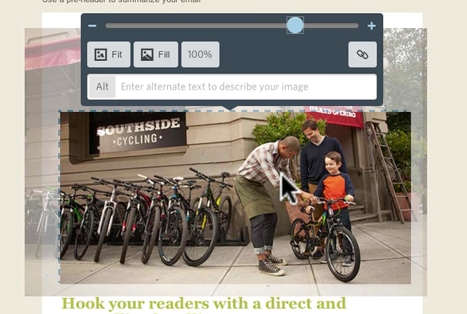 Use a pre-header to summarize your email
Fit
Fill
100%
Alt
Enter alternate text to describe your image
SOUTHSIDE
CYCLING
Hook your readers with a direct and